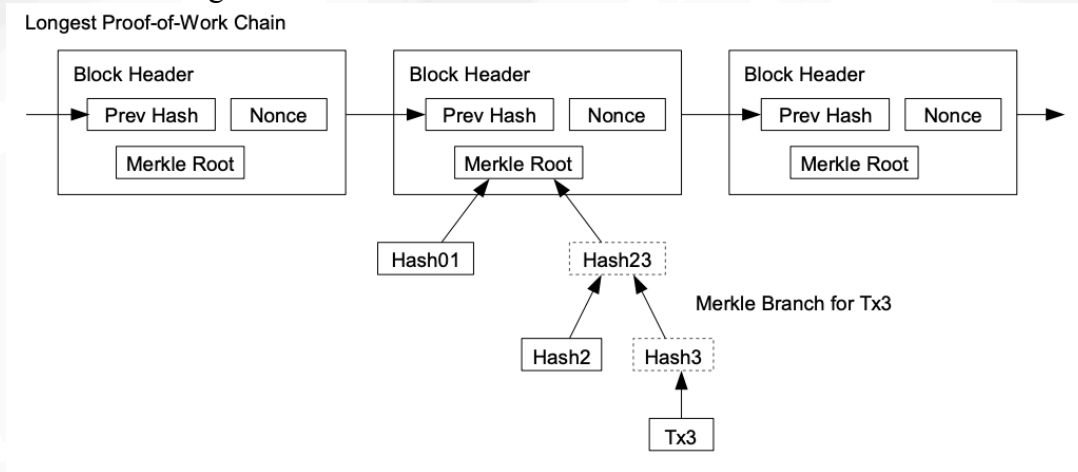 Longest Proof-of-Work Chain
Block Header Block Header Block Header
Prev Hash Nonce Prev Hash Nonce Prev Hash Nonce
Merkle Root Merkle Root Merkle Root
Hash01 Hash23
Merkle Branch for Tx3
Hash2 Hash3
Tx3